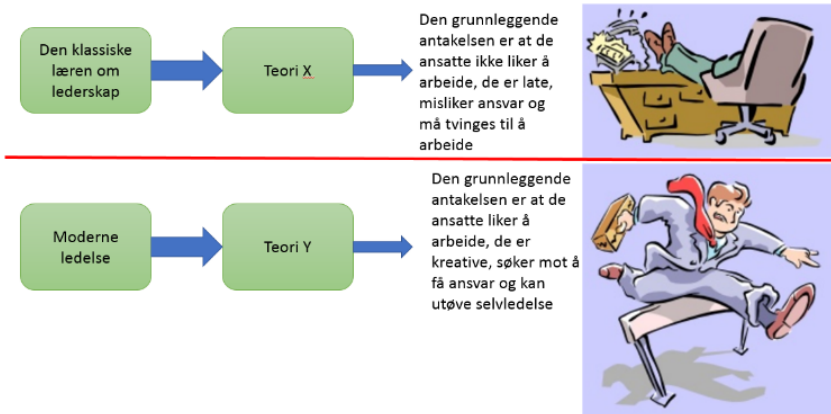 Den klassiske
læren om
lederskap
Teori X
Den grunnleggende
antakelsen er at de
ansatte ikke liker å
arbeide, de er late,
misliker ansvar og
må tvinges til å
arbeide
Moderne
ledelse
Teori Y
Den grunnleggende
antakelsen er at de
ansatte liker å
arbeide, de er
kreative, søker mot å
få ansvar og kan
utøve selvledelse